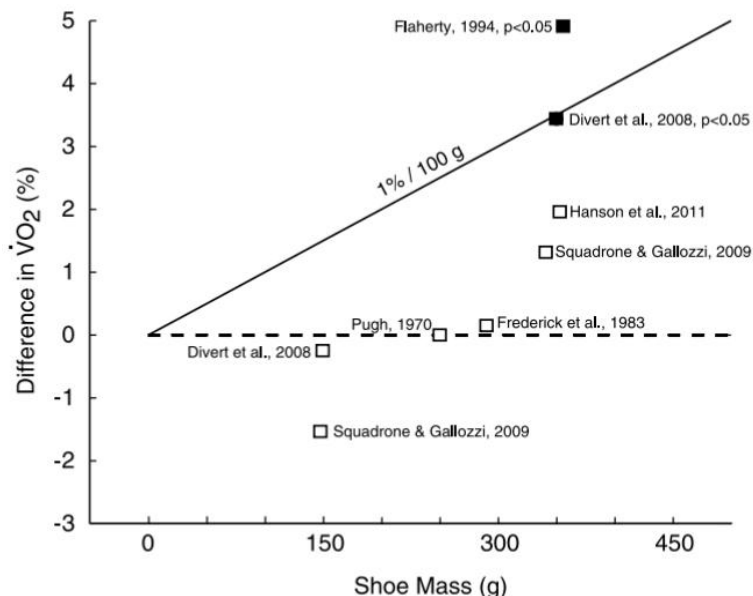 5
4
3
2
1
0
-1
-2
-3
Difference in V̇O2 (%)
Flaherty, 1994, p<0.05
Divert et al., 2008, p<0.05
1% / 100 g
Hanson et al., 2011
Squadrone & Gallozzi, 2009
Pugh, 1970
Frederick et al., 1983
Divert et al., 2008
Squadrone & Gallozzi, 2009
0 150 300 450
Shoe Mass (g)